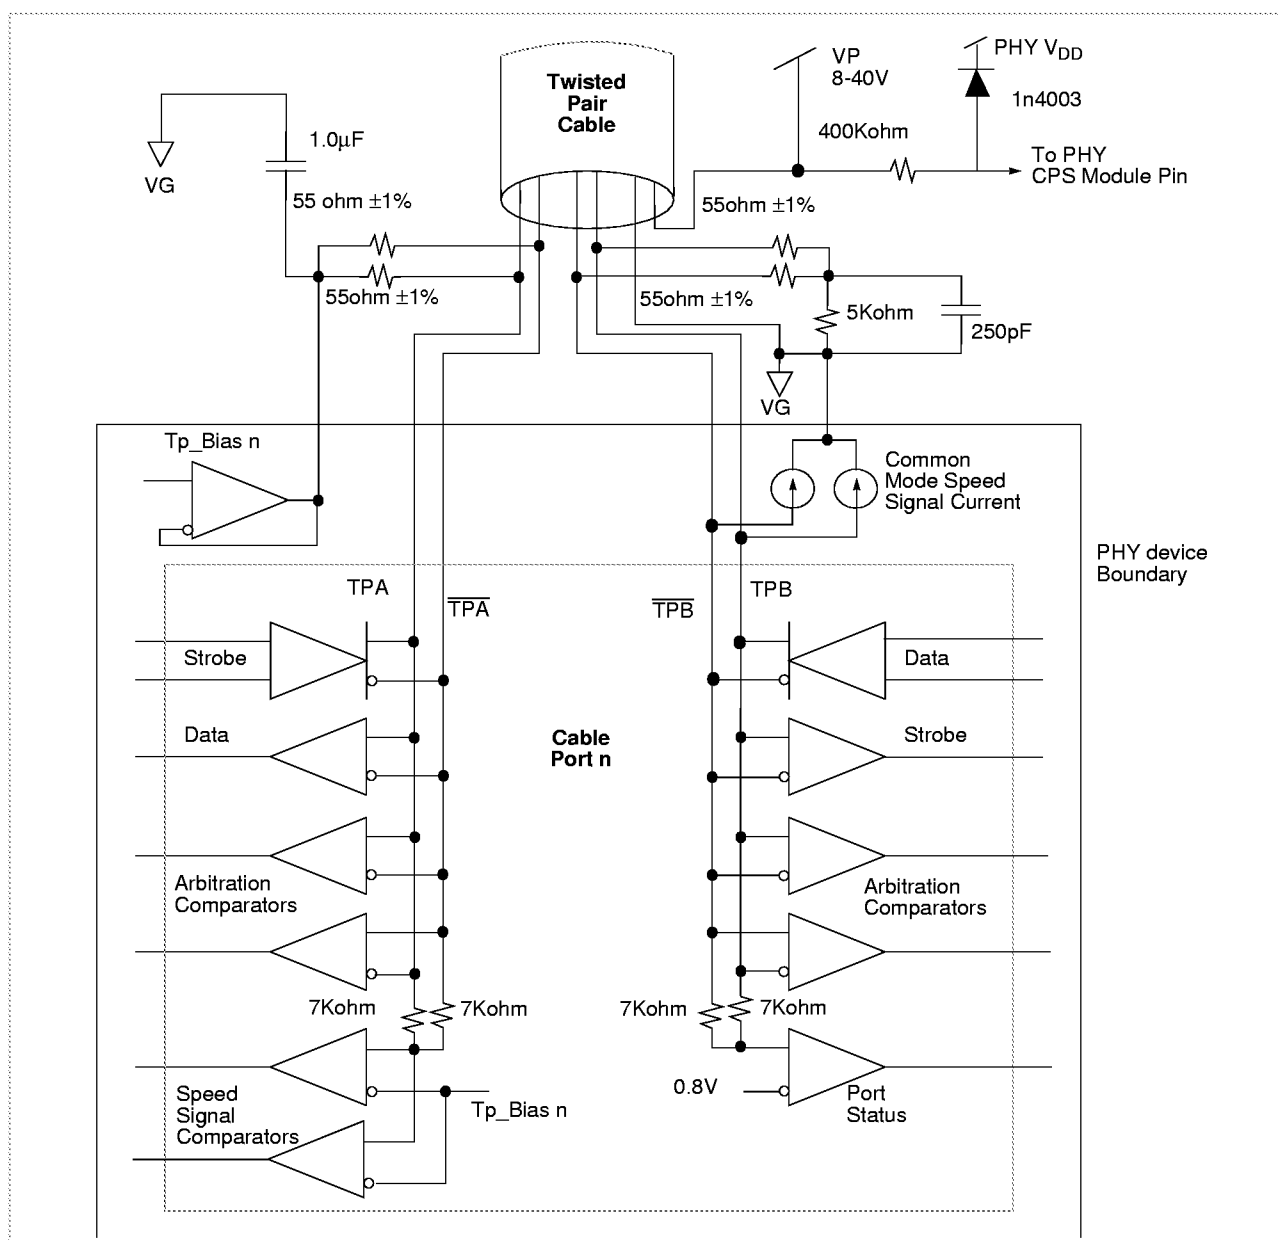 Twisted
Pair
Cable
VP
8-40V
PHY VDD
1n4003
400Kohm
To PHY
CPS Module Pin
1.0µF
VG
55 ohm ±1%
55ohm ±1%
55ohm ±1%
55ohm ±1%
5Kohm
250pF
VG
Tp_Bias n
Common
Mode Speed
Signal Current
PHY device
Boundary
TPA
TPA
TPB
TPB
Strobe
Data
Data
Cable
Port n
Strobe
Arbitration
Comparators
Arbitration
Comparators
7Kohm
7Kohm
7Kohm
7Kohm
Speed
Signal
Comparators
Tp_Bias n
0.8V
Port
Status